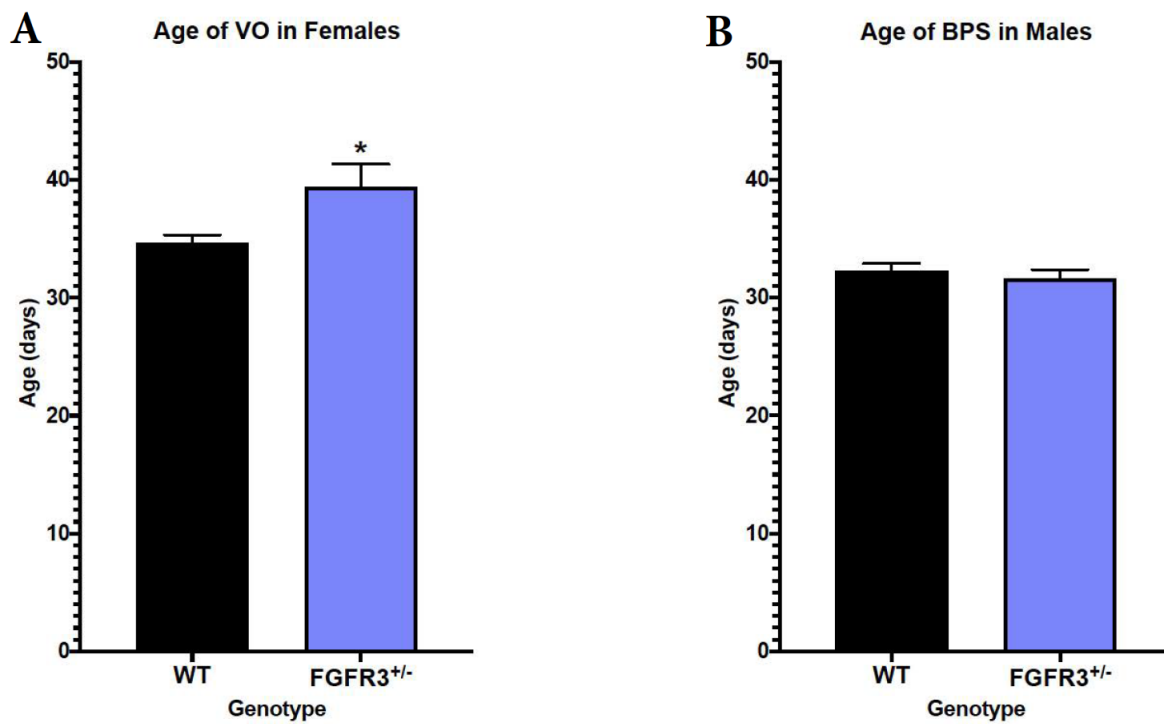 A
Age of VO in Females
50
40
30
20
10
0
Age (days)
*
WT
FGFR3+/-
Genotype
B
Age of BPS in Males
50
40
30
20
10
0
Age (days)
WT
FGFR3+/-
Genotype